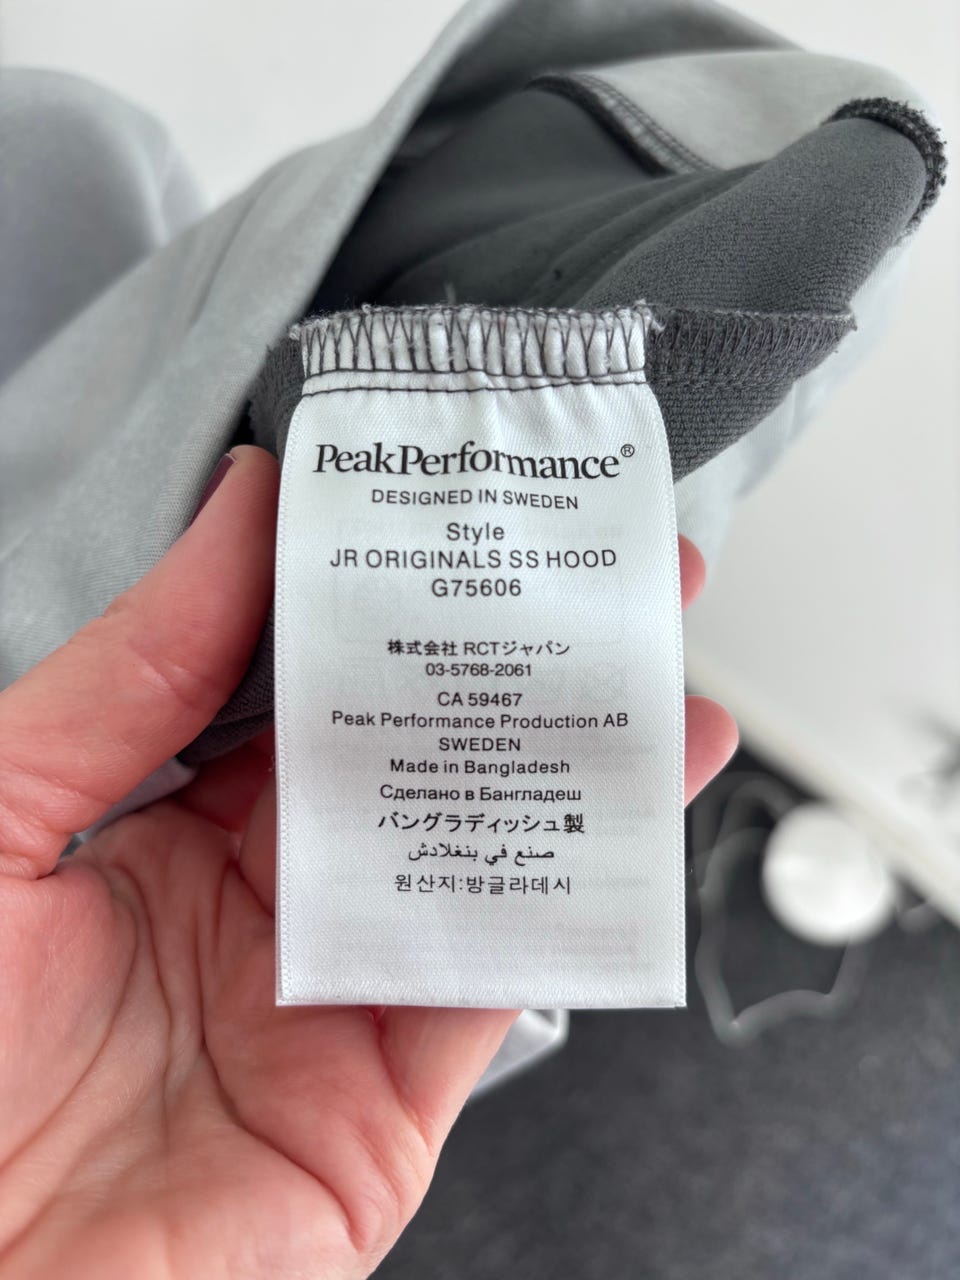 PeakPerformance®
DESIGNED IN SWEDEN
Style
JR ORIGINALS SS HOOD
G75606
株式会社 RCTジャパン
03-5768-2061
CA 59467
Peak Performance Production AB
SWEDEN
Made in Bangladesh
Сделано в Бангладеш
バングラディッシュ製
صنع في بنغلادش
원산지:방글라데시